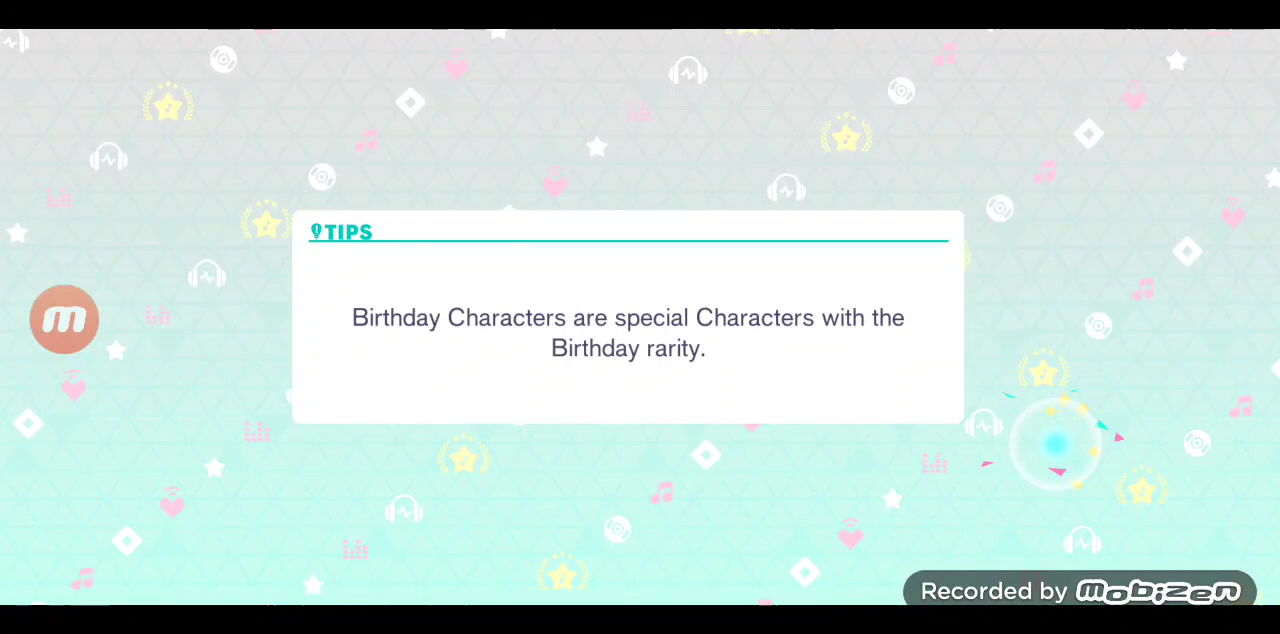 TIPS
Birthday Characters are special Characters with the
Birthday rarity.
m
Recorded by mobizen